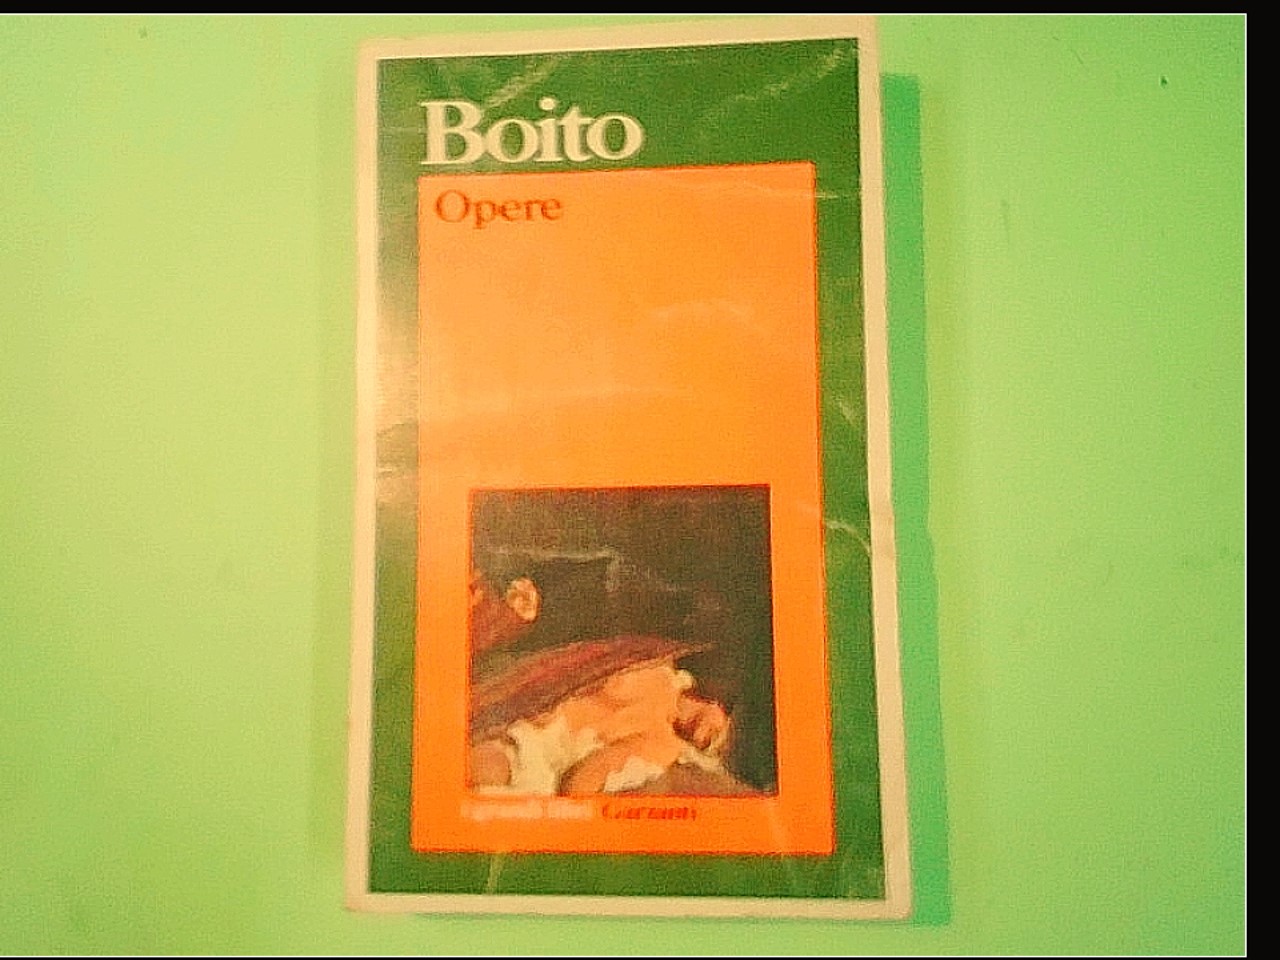 Boito
Opere
i grandi libri Garzanti